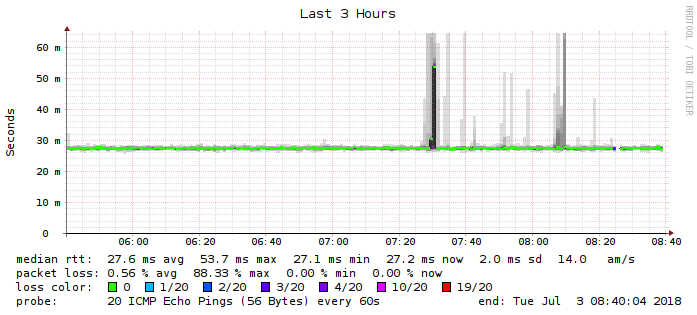 Last 3 Hours
RRDTOOL / TOBI OETIKER
Seconds
60 m
50 m
40 m
30 m
20 m
10 m
0
06:00 06:20 06:40 07:00 07:20 07:40 08:00 08:20 08:40
median rtt: 27.6 ms avg 53.7 ms max 27.1 ms min 27.2 ms now 2.0 ms sd 14.0 am/s
packet loss: 0.56 % avg 88.33 % max 0.00 % min 0.00 % now
loss color: 0 1/20 2/20 3/20 4/20 10/20 19/20
probe: 20 ICMP Echo Pings (56 Bytes) every 60s end: Tue Jul 3 08:40:04 2018